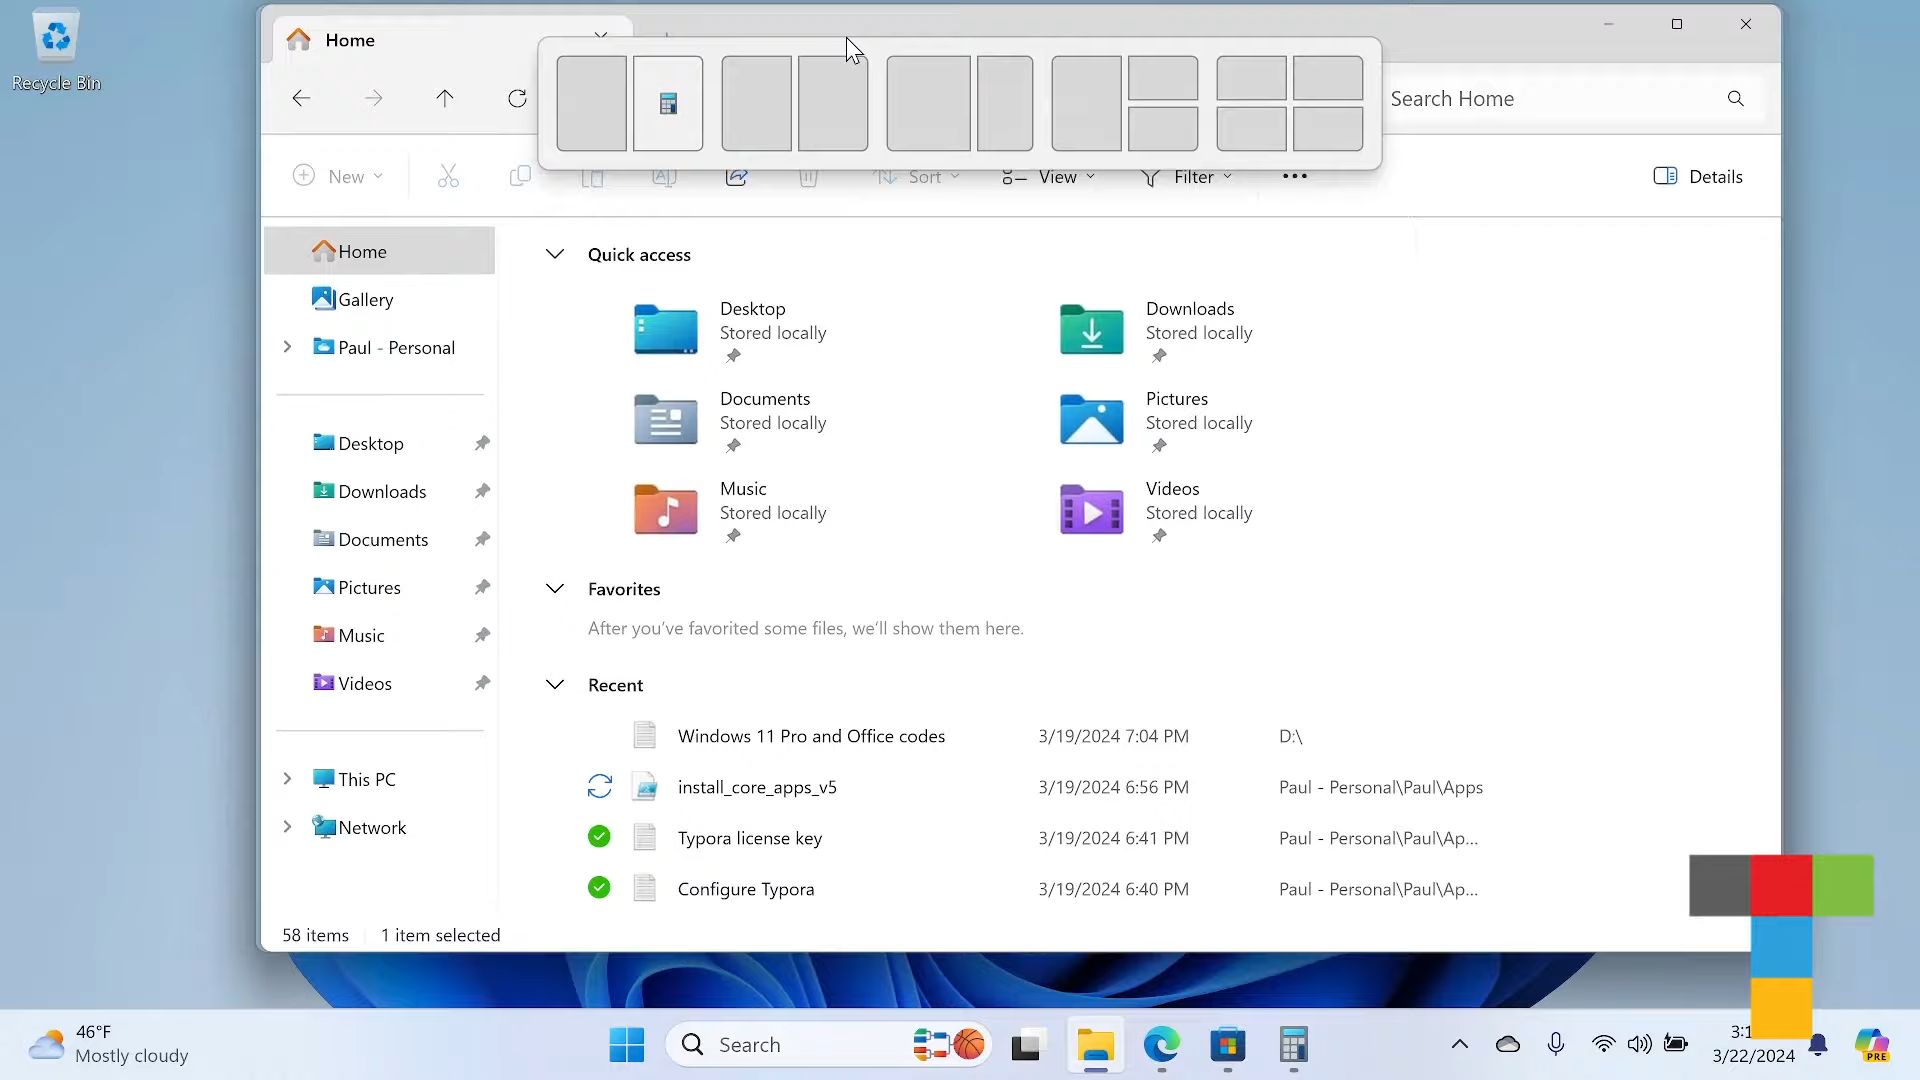 Recycle Bin
Home
Search Home
New
Sort
View
Filter
Details
Home
Gallery
Paul - Personal
Desktop
Downloads
Documents
Pictures
Music
Videos
This PC
Network
Quick access
Desktop
Stored locally
Downloads
Stored locally
Documents
Stored locally
Pictures
Stored locally
Music
Stored locally
Videos
Stored locally
Favorites
After you've favorited some files, we'll show them here.
Recent
Windows 11 Pro and Office codes 3/19/2024 7:04 PM D:\
install_core_apps_v5 3/19/2024 6:56 PM Paul - Personal\Paul\Apps
Typora license key 3/19/2024 6:41 PM Paul - Personal\Paul\Ap...
Configure Typora 3/19/2024 6:40 PM Paul - Personal\Paul\Ap...
58 items 1 item selected
46°F
Mostly cloudy
Search
3/22/2024
PRE